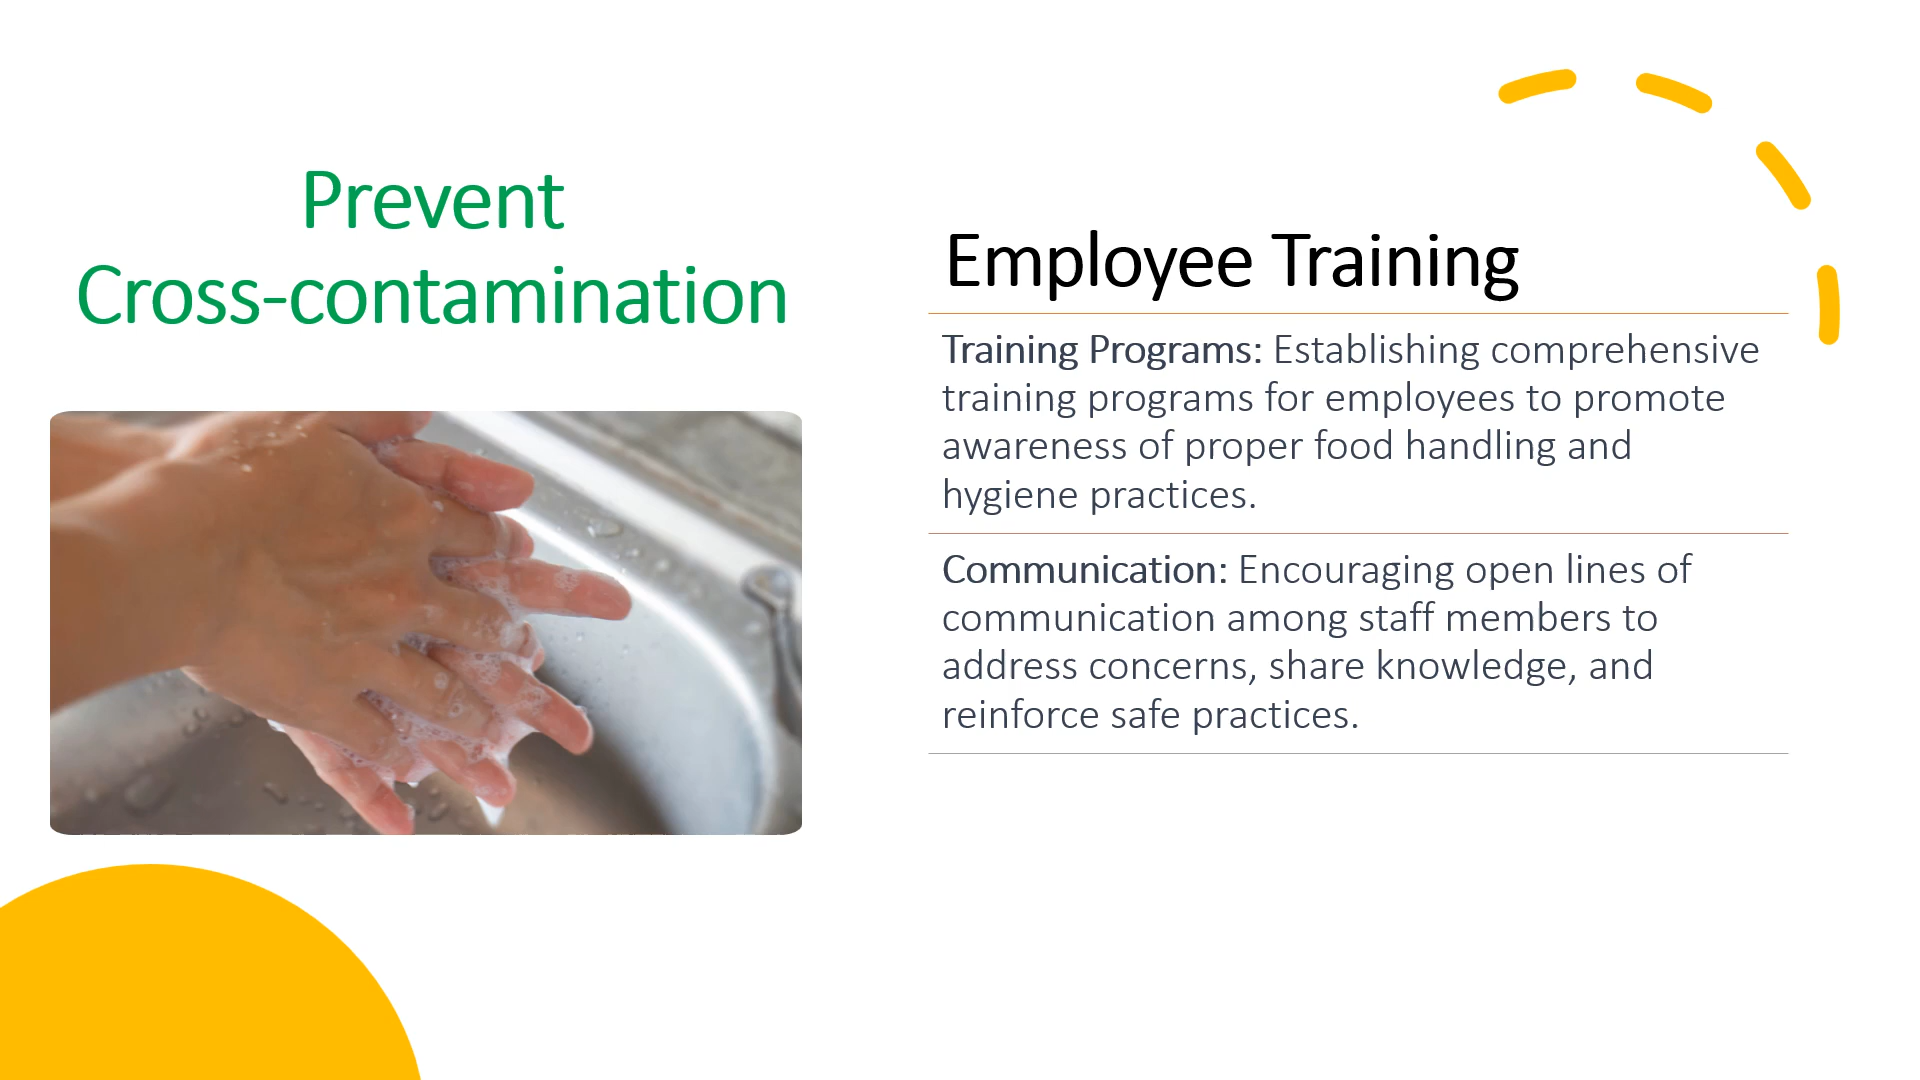 Prevent
Cross-contamination
Employee Training
Training Programs: Establishing comprehensive
training programs for employees to promote
awareness of proper food handling and
hygiene practices.
Communication: Encouraging open lines of
communication among staff members to
address concerns, share knowledge, and
reinforce safe practices.